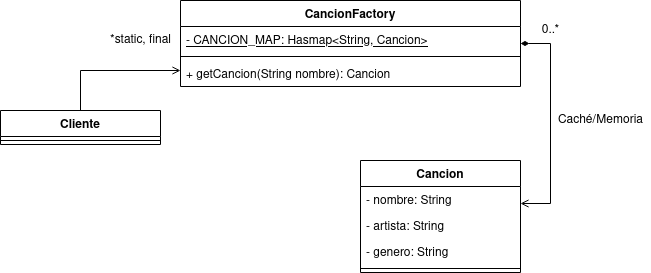 CancionFactory
*static, final
- CANCION_MAP: Hasmap<String, Cancion>
0..*
+ getCancion(String nombre): Cancion
Cliente
Caché/Memoria
Cancion
- nombre: String
- artista: String
- genero: String